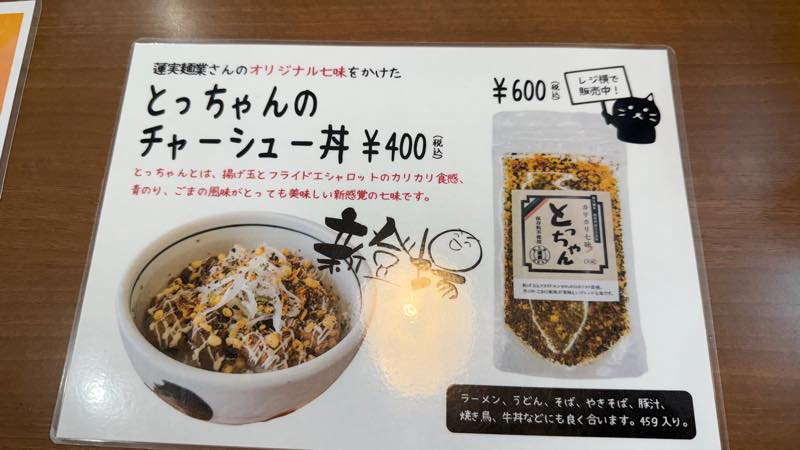 蓮実麺業さんのオリジナル七味をかけた
とっちゃんの
チャーシュー丼 ¥400(税込)
とっちゃんとは、揚げ玉とフライドエシャロットのカリカリ食感、
青のり、ごまの風味がとっても美味しい新感覚の七味です。
新登場
¥600(税込)
レジ横で
販売中!
カリカリ七味
とっちゃん
ラーメン、うどん、そば、やきそば、豚汁、
焼き鳥、牛丼などにも良く合います。45g入り。